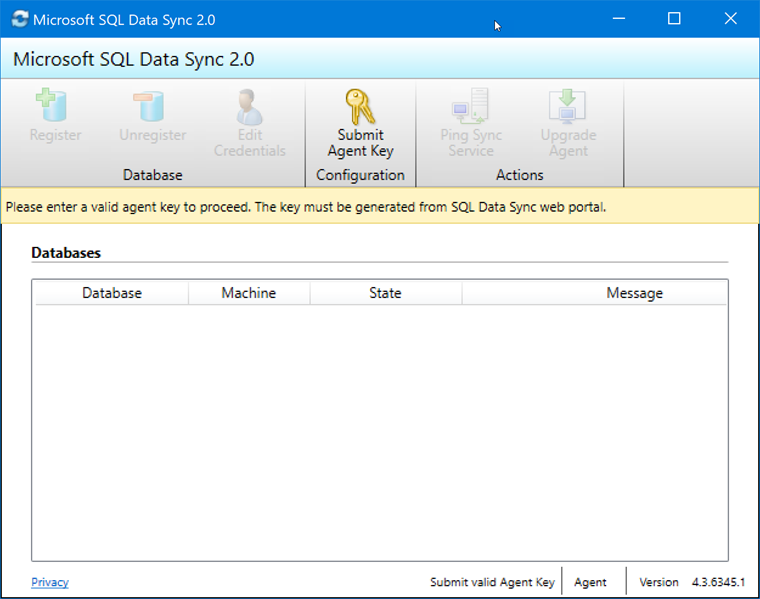 Microsoft SQL Data Sync 2.0
Microsoft SQL Data Sync 2.0
Register
Unregister
Edit
Credentials
Database
Submit
Agent Key
Configuration
Ping Sync
Service
Upgrade
Agent
Actions
Please enter a valid agent key to proceed. The key must be generated from SQL Data Sync web portal.
Databases
Database Machine State Message
Privacy Submit valid Agent Key Agent Version 4.3.6345.1